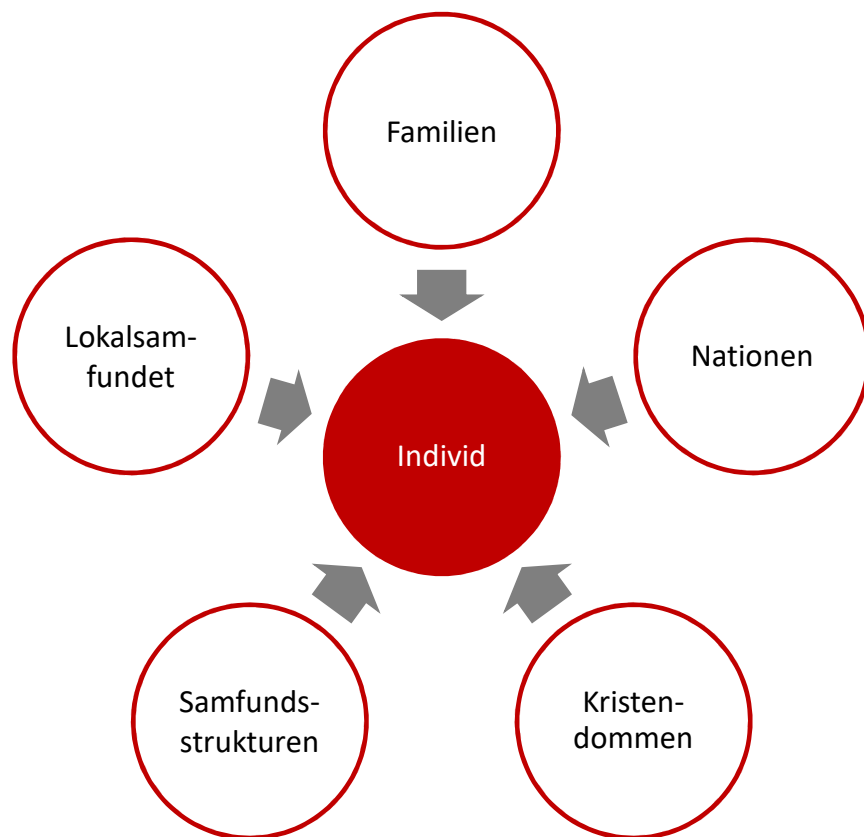 Familien
Lokalsam-
fundet
Nationen
Individ
Samfunds-
strukturen
Kristen-
dommen